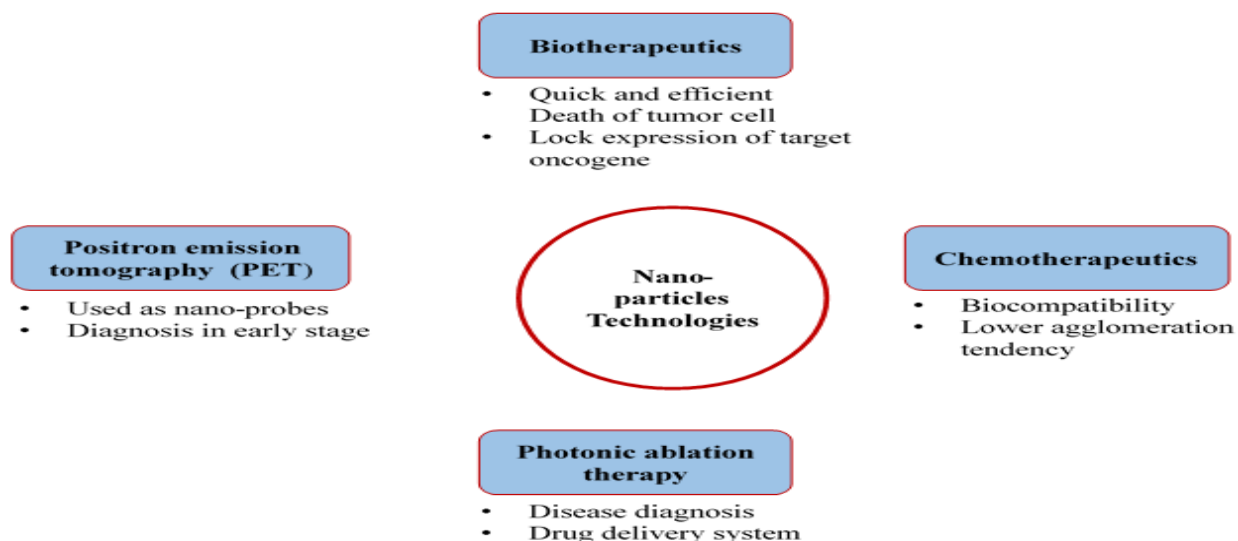 Biotherapeutics
• Quick and efficient
Death of tumor cell
• Lock expression of target
oncogene
Positron emission
tomography (PET)
• Used as nano-probes
• Diagnosis in early stage
Nano-
particles
Technologies
Chemotherapeutics
• Biocompatibility
• Lower agglomeration
tendency
Photonic ablation
therapy
• Disease diagnosis
• Drug delivery system